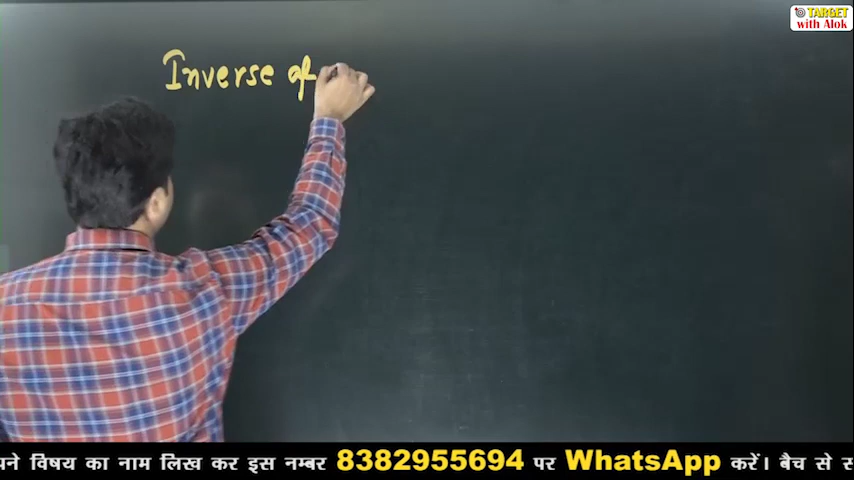 TARGET
with Alok
Inverse of
विषय का नाम लिख कर इस नम्बर 8382955694 पर WhatsApp करें। बैच से